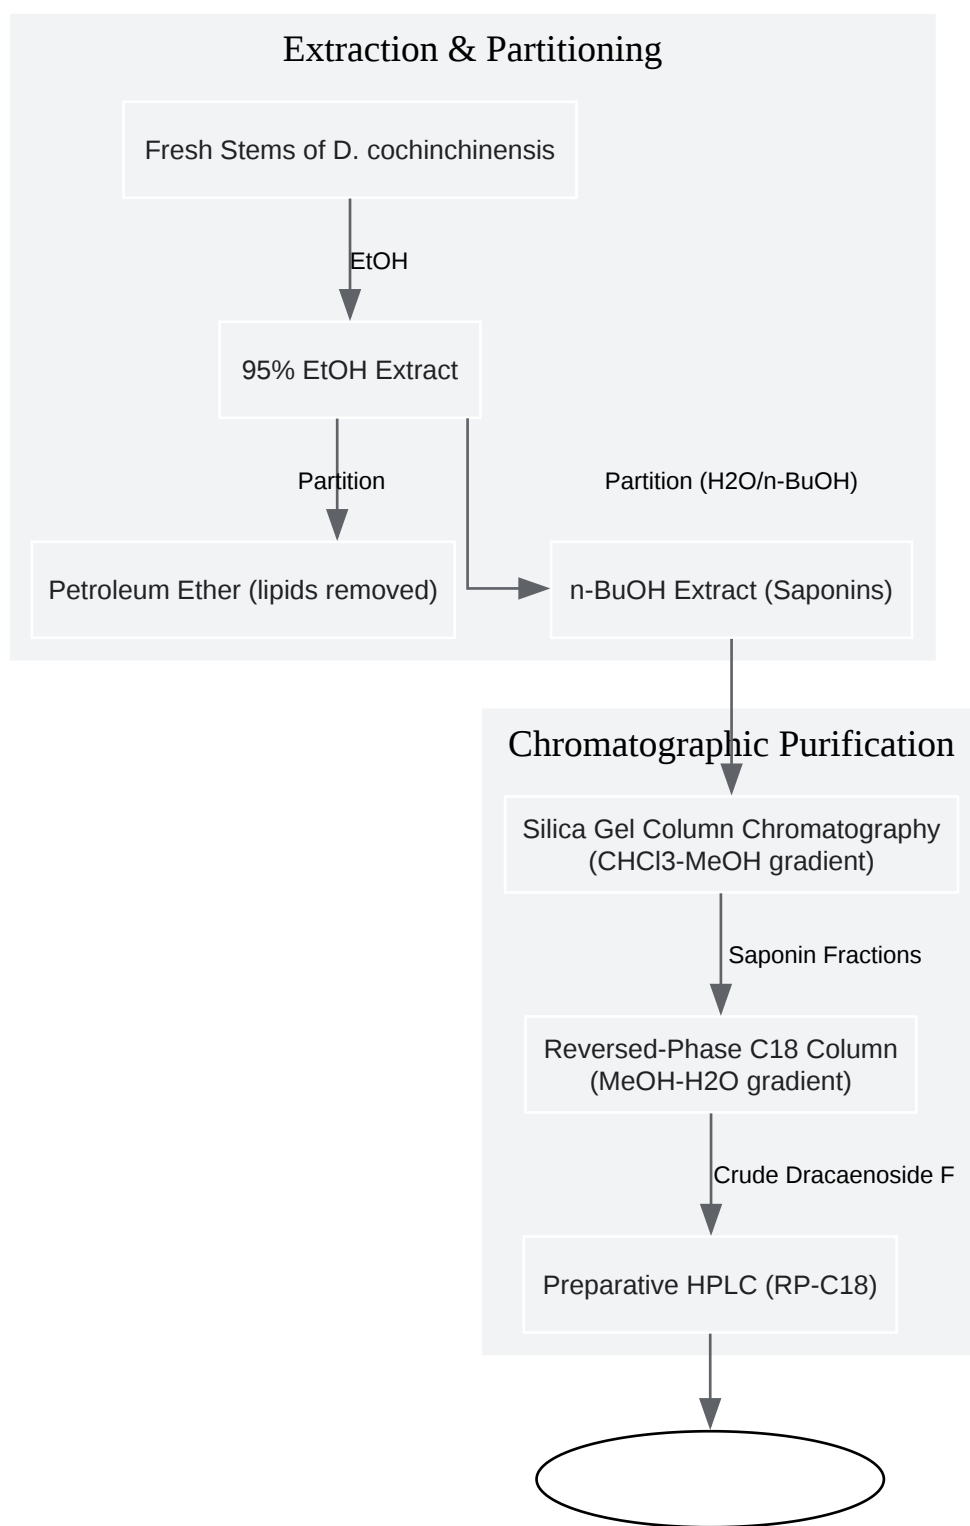 Extraction & Partitioning
Fresh Stems of D. cochinchinensis
EtOH
95% EtOH Extract
Partition
Partition (H2O/n-BuOH)
Petroleum Ether (lipids removed)
n-BuOH Extract (Saponins)
Chromatographic Purification
Silica Gel Column Chromatography
(CHCl3-MeOH gradient)
Saponin Fractions
Reversed-Phase C18 Column
(MeOH-H2O gradient)
Crude Dracaenoside F
Preparative HPLC (RP-C18)